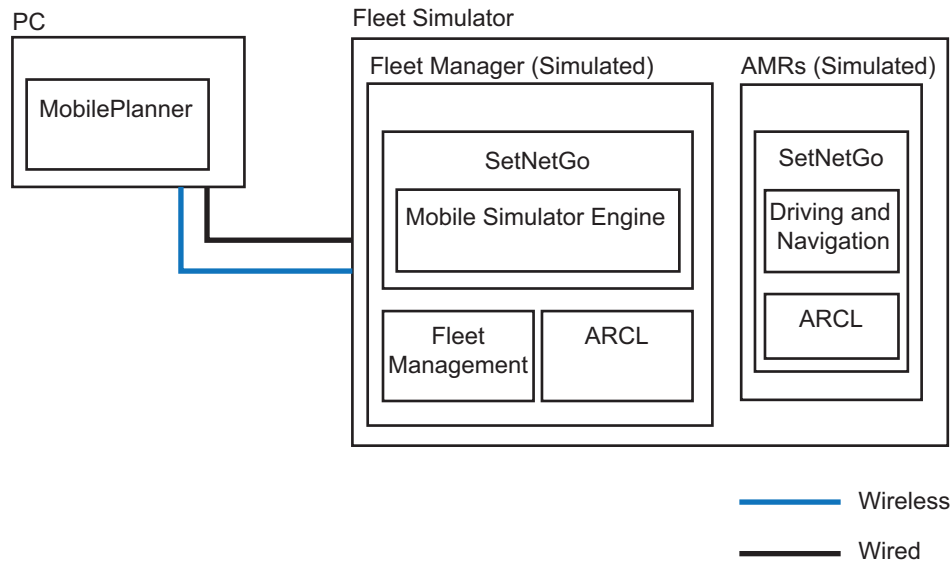 PC
MobilePlanner
Fleet Simulator
Fleet Manager (Simulated)
SetNetGo
Mobile Simulator Engine
Fleet
Management
ARCL
AMRs (Simulated)
SetNetGo
Driving and
Navigation
ARCL
Wireless
Wired